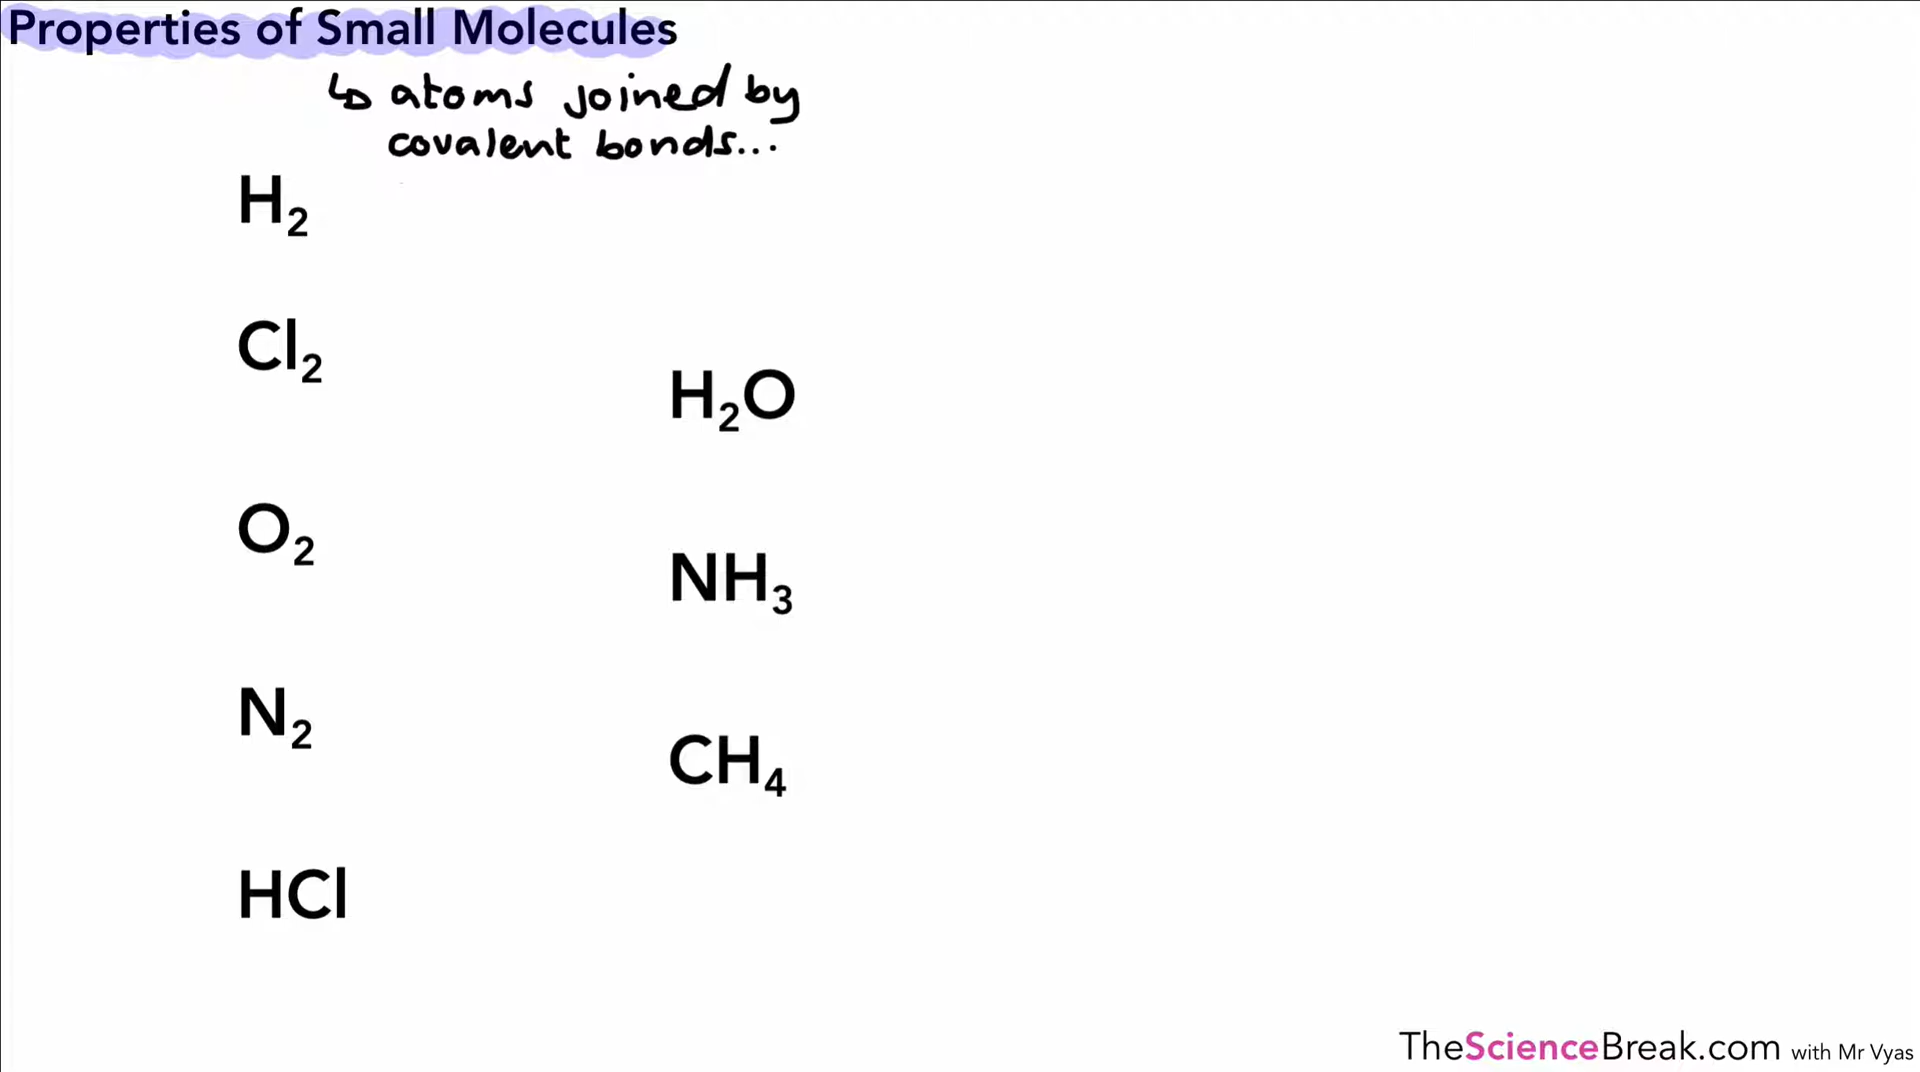 Properties of Small Molecules
↳ atoms joined by
covalent bonds...
H₂
Cl₂
O₂
N₂
HCl
H₂O
NH₃
CH₄
TheScienceBreak.com with Mr Vyas